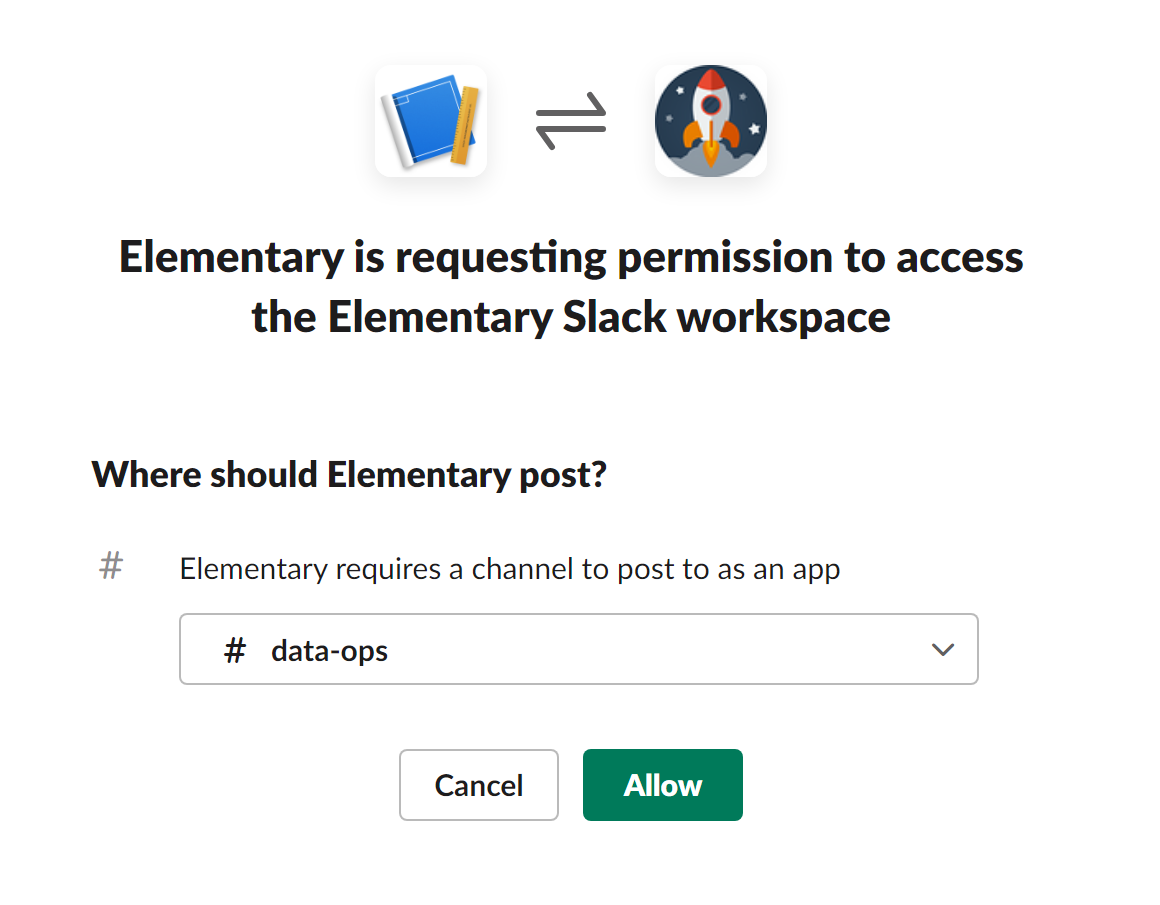 Elementary is requesting permission to access
the Elementary Slack workspace
Where should Elementary post?
# Elementary requires a channel to post to as an app
# data-ops
Cancel Allow